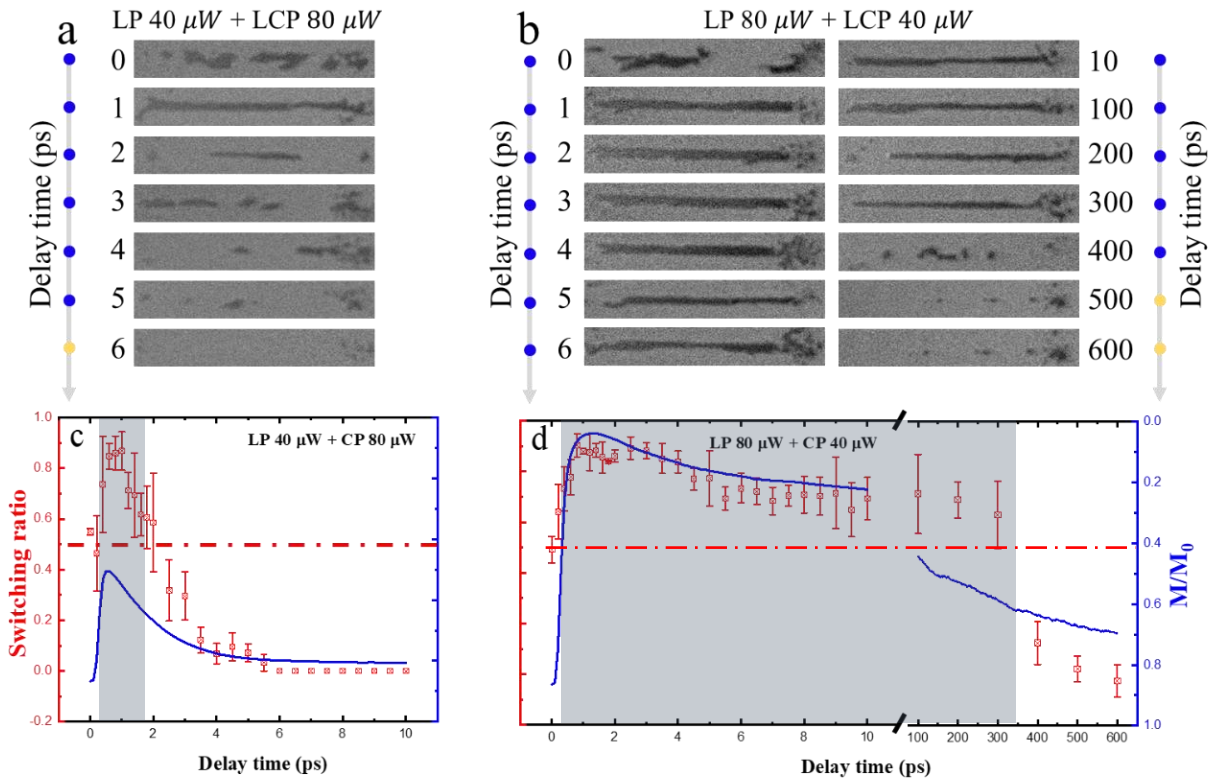 a
LP 40 μW + LCP 80 μW
Delay time (ps)
0
1
2
3
4
5
6
b
LP 80 μW + LCP 40 μW
Delay time (ps)
0
1
2
3
4
5
6
10
100
200
300
400
500
600
Delay time (ps)
c
LP 40 μW + CP 80 μW
Switching ratio
1.0
0.8
0.6
0.4
0.2
0.0
-0.2
0 2 4 6 8 10
Delay time (ps)
d
LP 80 μW + CP 40 μW
0.0
0.2
0.4
0.6
0.8
1.0
M/M0
0 2 4 6 8 10 100 200 300 400 500 600
Delay time (ps)